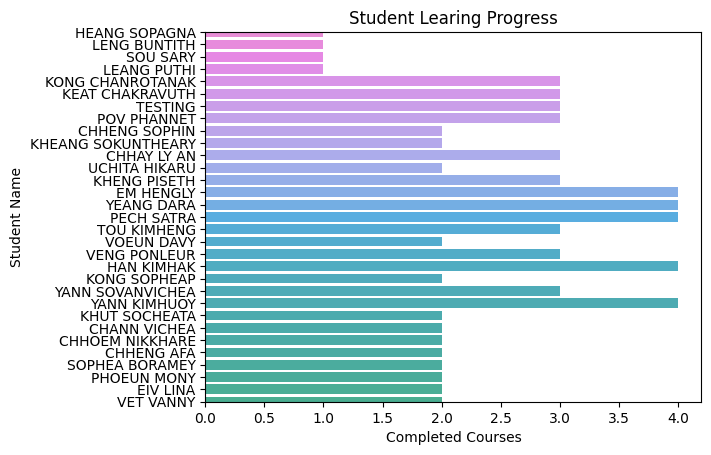 Student Learing Progress
HEANG SOPAGNA
LENG BUNTITH
SOU SARY
LEANG PUTHI
KONG CHANROTANAK
KEAT CHAKRAVUTH
TESTING
POV PHANNET
CHHENG SOPHIN
KHEANG SOKUNTHEARY
CHHAY LY AN
UCHITA HIKARU
KHENG PISETH
EM HENGLY
YEANG DARA
PECH SATRA
TOU KIMHENG
VOEUN DAVY
VENG PONLEUR
HAN KIMHAK
KONG SOPHEAP
YANN SOVANVICHEA
YANN KIMHUOY
KHUT SOCHEATA
CHANN VICHEA
CHHOEM NIKKHARE
CHHENG AFA
SOPHEA BORAMEY
PHOEUN MONY
EIV LINA
VET VANNY
Student Name
0.0 0.5 1.0 1.5 2.0 2.5 3.0 3.5 4.0
Completed Courses